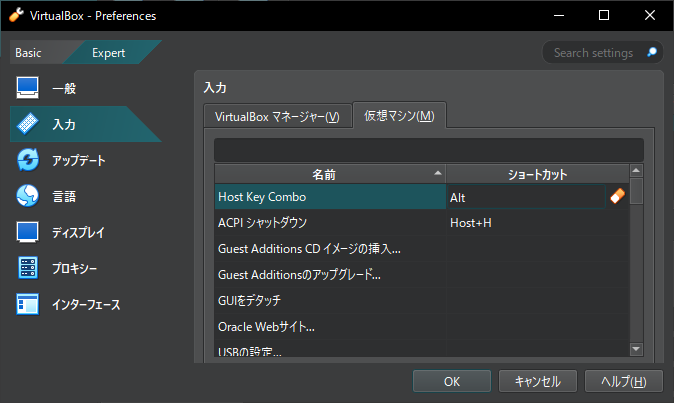 VirtualBox - Preferences
Basic Expert Search settings
一般
入力
アップデート
言語
ディスプレイ
プロキシー
インターフェース
入力
VirtualBox マネージャー(V) 仮想マシン(M)
名前 ショートカット
Host Key Combo Alt
ACPI シャットダウン Host+H
Guest Additions CD イメージの挿入...
Guest Additionsのアップグレード...
GUIをデタッチ
Oracle Webサイト...
USBの設定...
OK キャンセル ヘルプ(H)